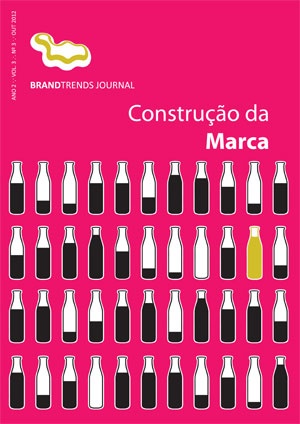 ANO 2 · · VOL. 3 · · Nº 3 · · OUT 2012
BRANDTRENDS JOURNAL
Construção da
Marca